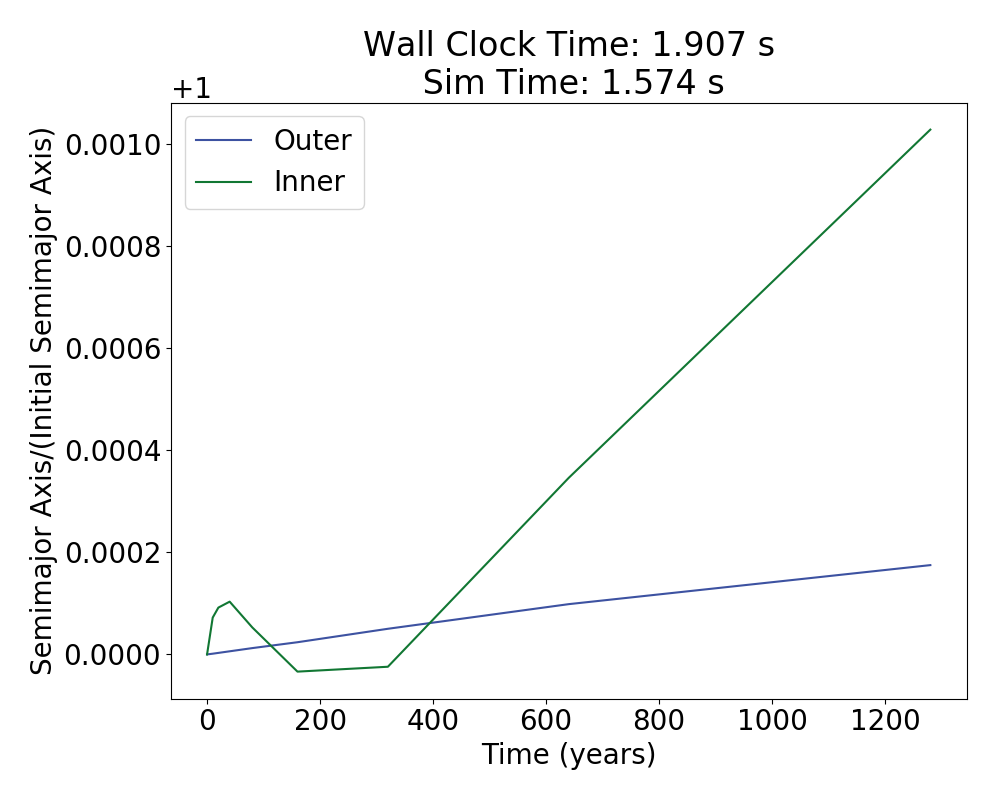 Wall Clock Time: 1.907 s
Sim Time: 1.574 s
+1
Semimajor Axis/(Initial Semimajor Axis)
0.0010
0.0008
0.0006
0.0004
0.0002
0.0000
Outer
Inner
0 200 400 600 800 1000 1200
Time (years)